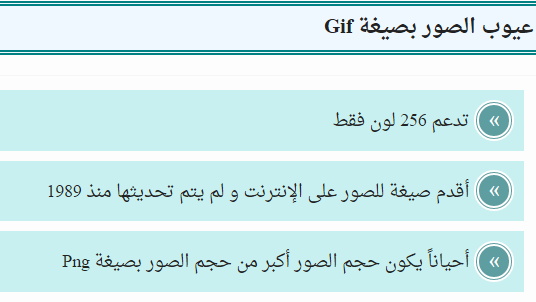 عيوب الصور بصيغة Gif
تدعم 256 لون فقط
أقدم صيغة للصور على الإنترنت و لم يتم تحديثها منذ 1989
أحياناً يكون حجم الصور أكبر من حجم الصور بصيغة Png